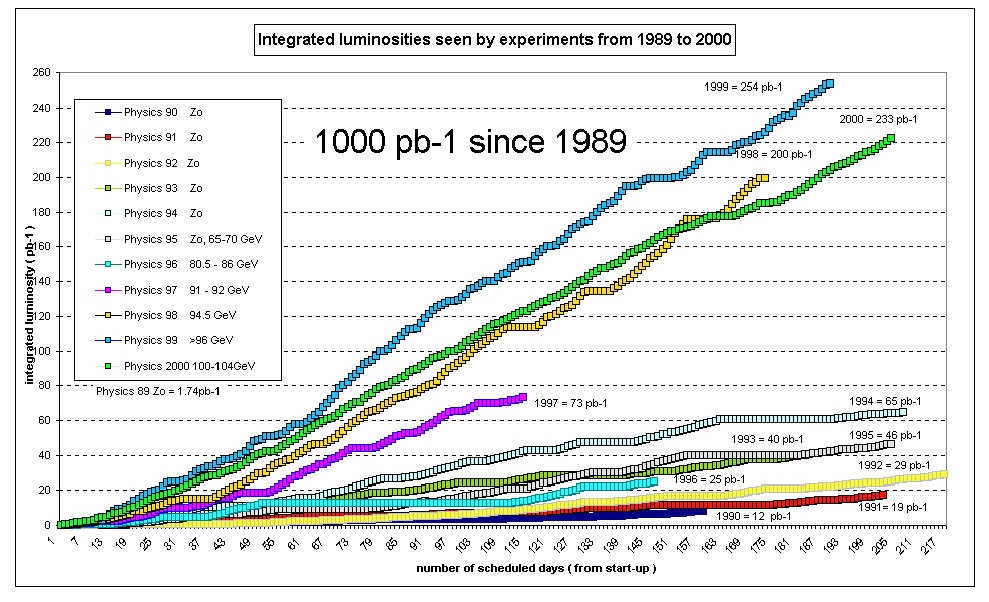 Integrated luminosities seen by experiments from 1989 to 2000
1000 pb-1 since 1989
integrated luminosity ( pb-1 )
260
240
220
200
180
160
140
120
100
80
60
40
20
0
Physics 90 Zo
Physics 91 Zo
Physics 92 Zo
Physics 93 Zo
Physics 94 Zo
Physics 95 Zo, 65-70 GeV
Physics 96 80.5 - 86 GeV
Physics 97 91 - 92 GeV
Physics 98 94.5 GeV
Physics 99 >96 GeV
Physics 2000 100-104GeV
Physics 89 Zo = 1.74pb-1
1999 = 254 pb-1
2000 = 233 pb-1
1998 = 200 pb-1
1997 = 73 pb-1
1994 = 65 pb-1
1993 = 40 pb-1
1995 = 46 pb-1
1992 = 29 pb-1
1996 = 25 pb-1
1991= 19 pb-1
1990 = 12 pb-1
1 7 13 19 25 31 37 43 49 55 61 67 73 79 85 91 97 103 109 115 121 127 133 139 145 151 157 163 169 175 181 187 193 199 205 211 217
number of scheduled days ( from start-up )